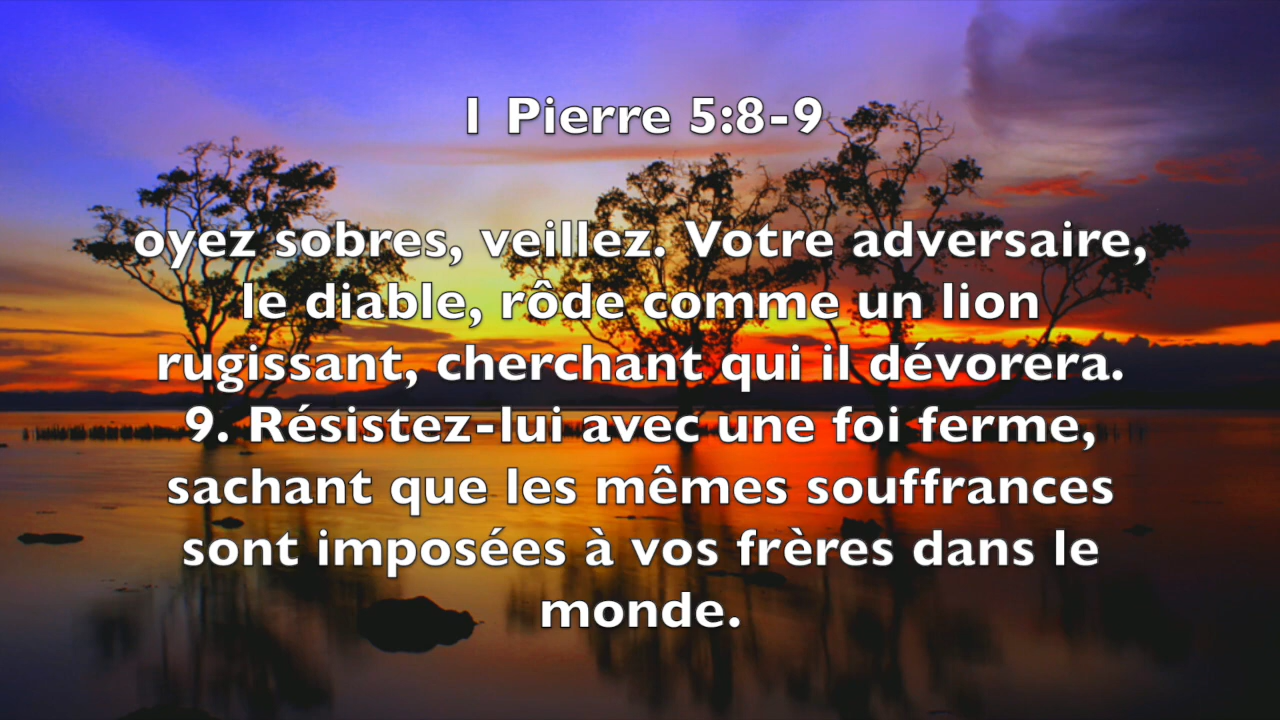 1 Pierre 5:8-9
oyez sobres, veillez. Votre adversaire,
le diable, rôde comme un lion
rugissant, cherchant qui il dévorera.
9. Résistez-lui avec une foi ferme,
sachant que les mêmes souffrances
sont imposées à vos frères dans le
monde.